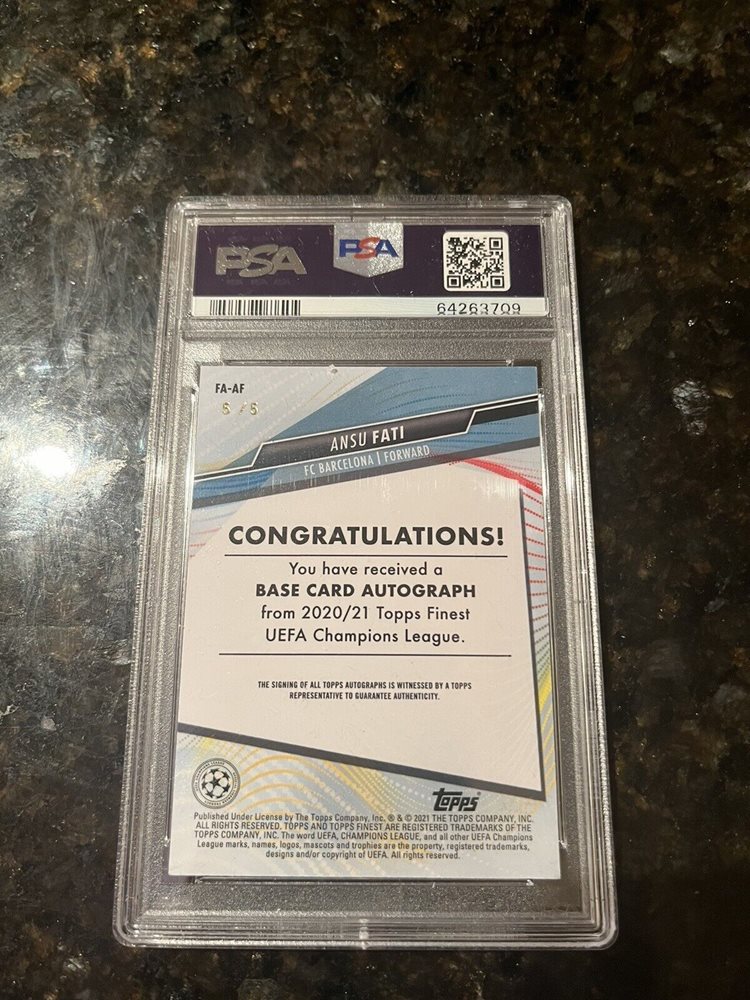 PSA PSA
64263709
FA-AF
5 / 5
ANSU FATI
FC BARCELONA | FORWARD
CONGRATULATIONS!
You have received a
BASE CARD AUTOGRAPH
from 2020/21 Topps Finest
UEFA Champions League.
THE SIGNING OF ALL TOPPS AUTOGRAPHS IS WITNESSED BY A TOPPS
REPRESENTATIVE TO GUARANTEE AUTHENTICITY.
Topps
Published Under License by The Topps Company, Inc. ® & © 2021 THE TOPPS COMPANY, INC.
ALL RIGHTS RESERVED. TOPPS AND TOPPS FINEST ARE REGISTERED TRADEMARKS OF THE
TOPPS COMPANY, INC. The word UEFA, CHAMPIONS LEAGUE, and all other UEFA Champions
League marks, names, logos, mascots and trophies are the property, registered trademarks,
designs and/or copyright of UEFA. All rights reserved.